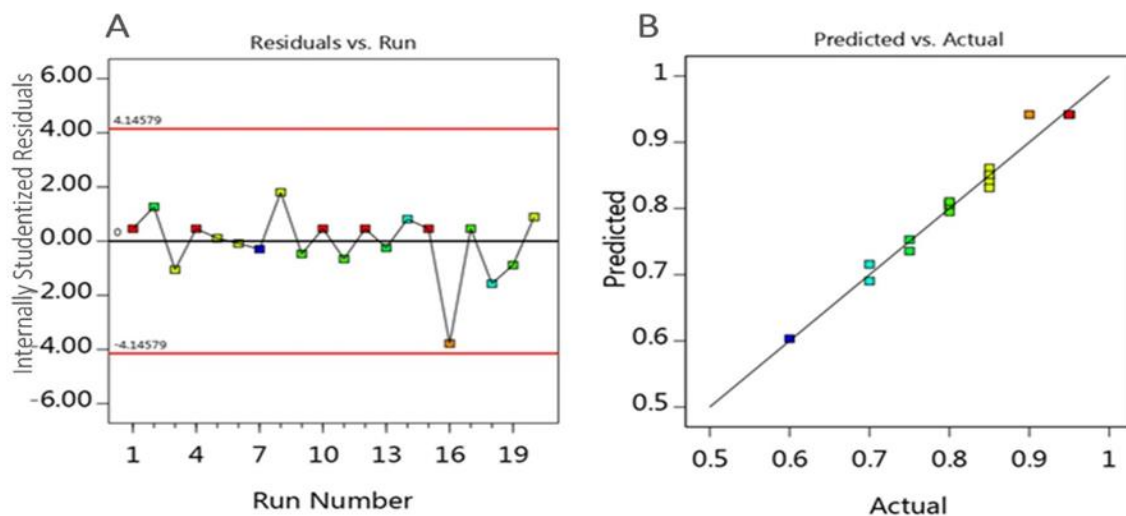 A
Residuals vs. Run
Internally Studentized Residuals
6.00
4.00
2.00
0.00
-2.00
-4.00
-6.00
4.14579
0
-4.14579
1 4 7 10 13 16 19
Run Number
B
Predicted vs. Actual
Predicted
1
0.9
0.8
0.7
0.6
0.5
0.5 0.6 0.7 0.8 0.9 1
Actual